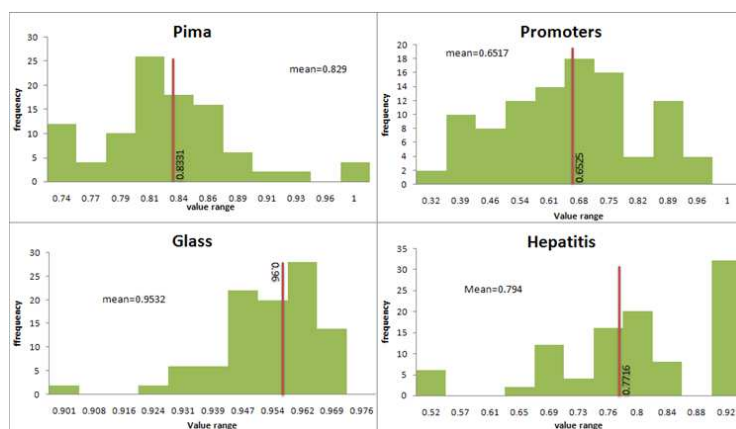 Pima
mean=0.829
frequency
30
25
20
15
10
5
0
0.8331
0.74 0.77 0.79 0.81 0.84 0.86 0.89 0.91 0.93 0.96 1
value range
Promoters
mean=0.6517
frequency
20
18
16
14
12
10
8
6
4
2
0
0.6525
0.32 0.39 0.46 0.54 0.61 0.68 0.75 0.82 0.89 0.96 1
value range
Glass
0.96
mean=0.9532
ffrequency
30
25
20
15
10
5
0
0.901 0.908 0.916 0.924 0.931 0.939 0.947 0.954 0.962 0.969 0.976
Value range
Hepatitis
Mean=0.794
frequency
35
30
25
20
15
10
5
0
0.7716
0.52 0.57 0.61 0.65 0.69 0.73 0.76 0.8 0.84 0.88 0.92
value range